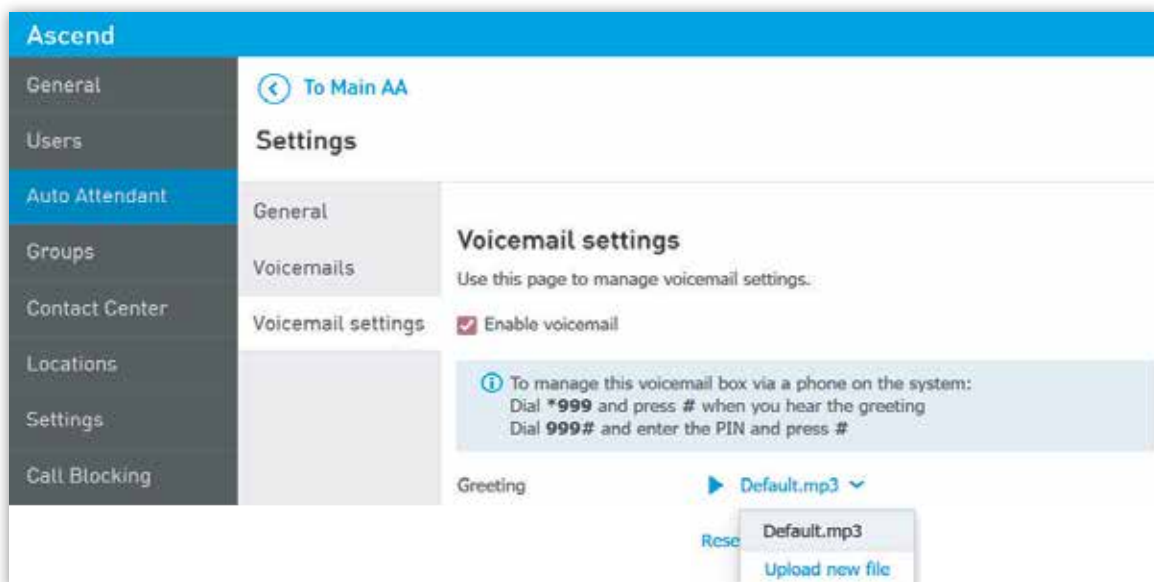 Ascend
General
Users
Auto Attendant
Groups
Contact Center
Locations
Settings
Call Blocking
To Main AA
Settings
General
Voicemails
Voicemail settings
Voicemail settings
Use this page to manage voicemail settings.
Enable voicemail
To manage this voicemail box via a phone on the system:
Dial *999 and press # when you hear the greeting
Dial 999# and enter the PIN and press #
Greeting
Default.mp3
Default.mp3
Upload new file